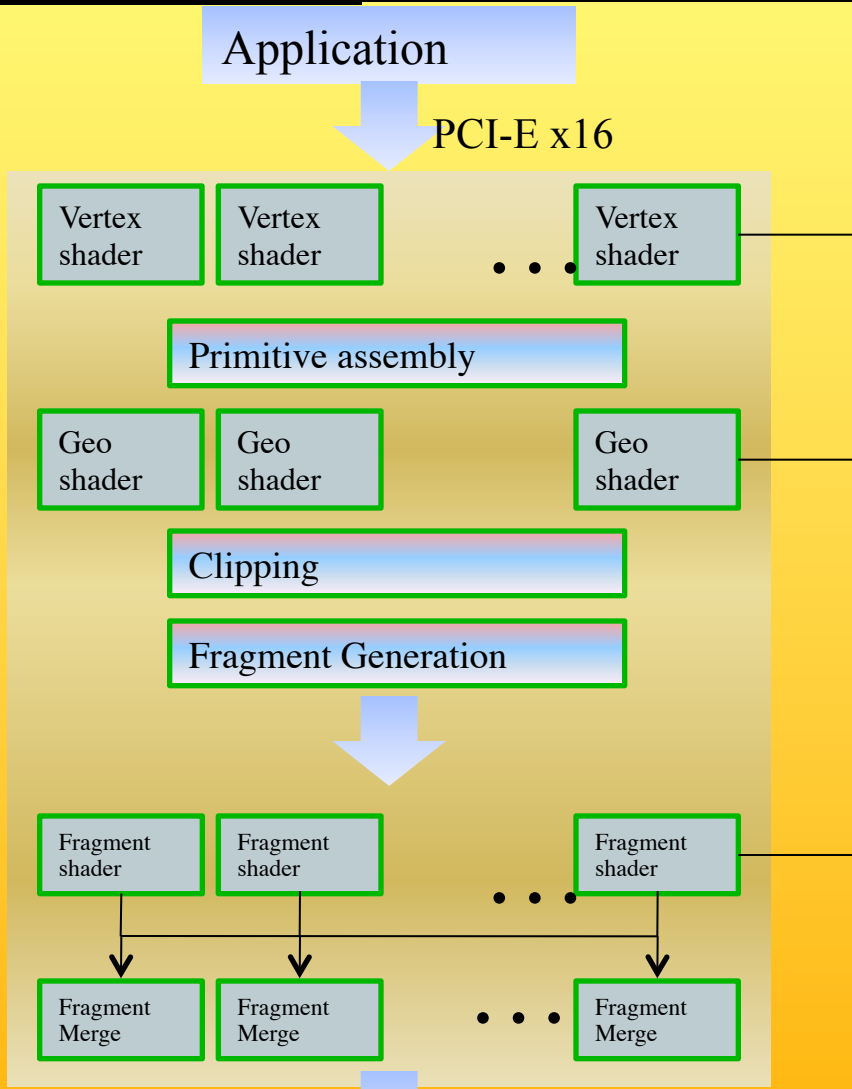 Application
PCI-E x16
Vertex
shader
Vertex
shader
. . .
Vertex
shader
Primitive assembly
Geo
shader
Geo
shader
Geo
shader
Clipping
Fragment Generation
Fragment
shader
Fragment
shader
. . .
Fragment
shader
Fragment
Merge
Fragment
Merge
. . .
Fragment
Merge